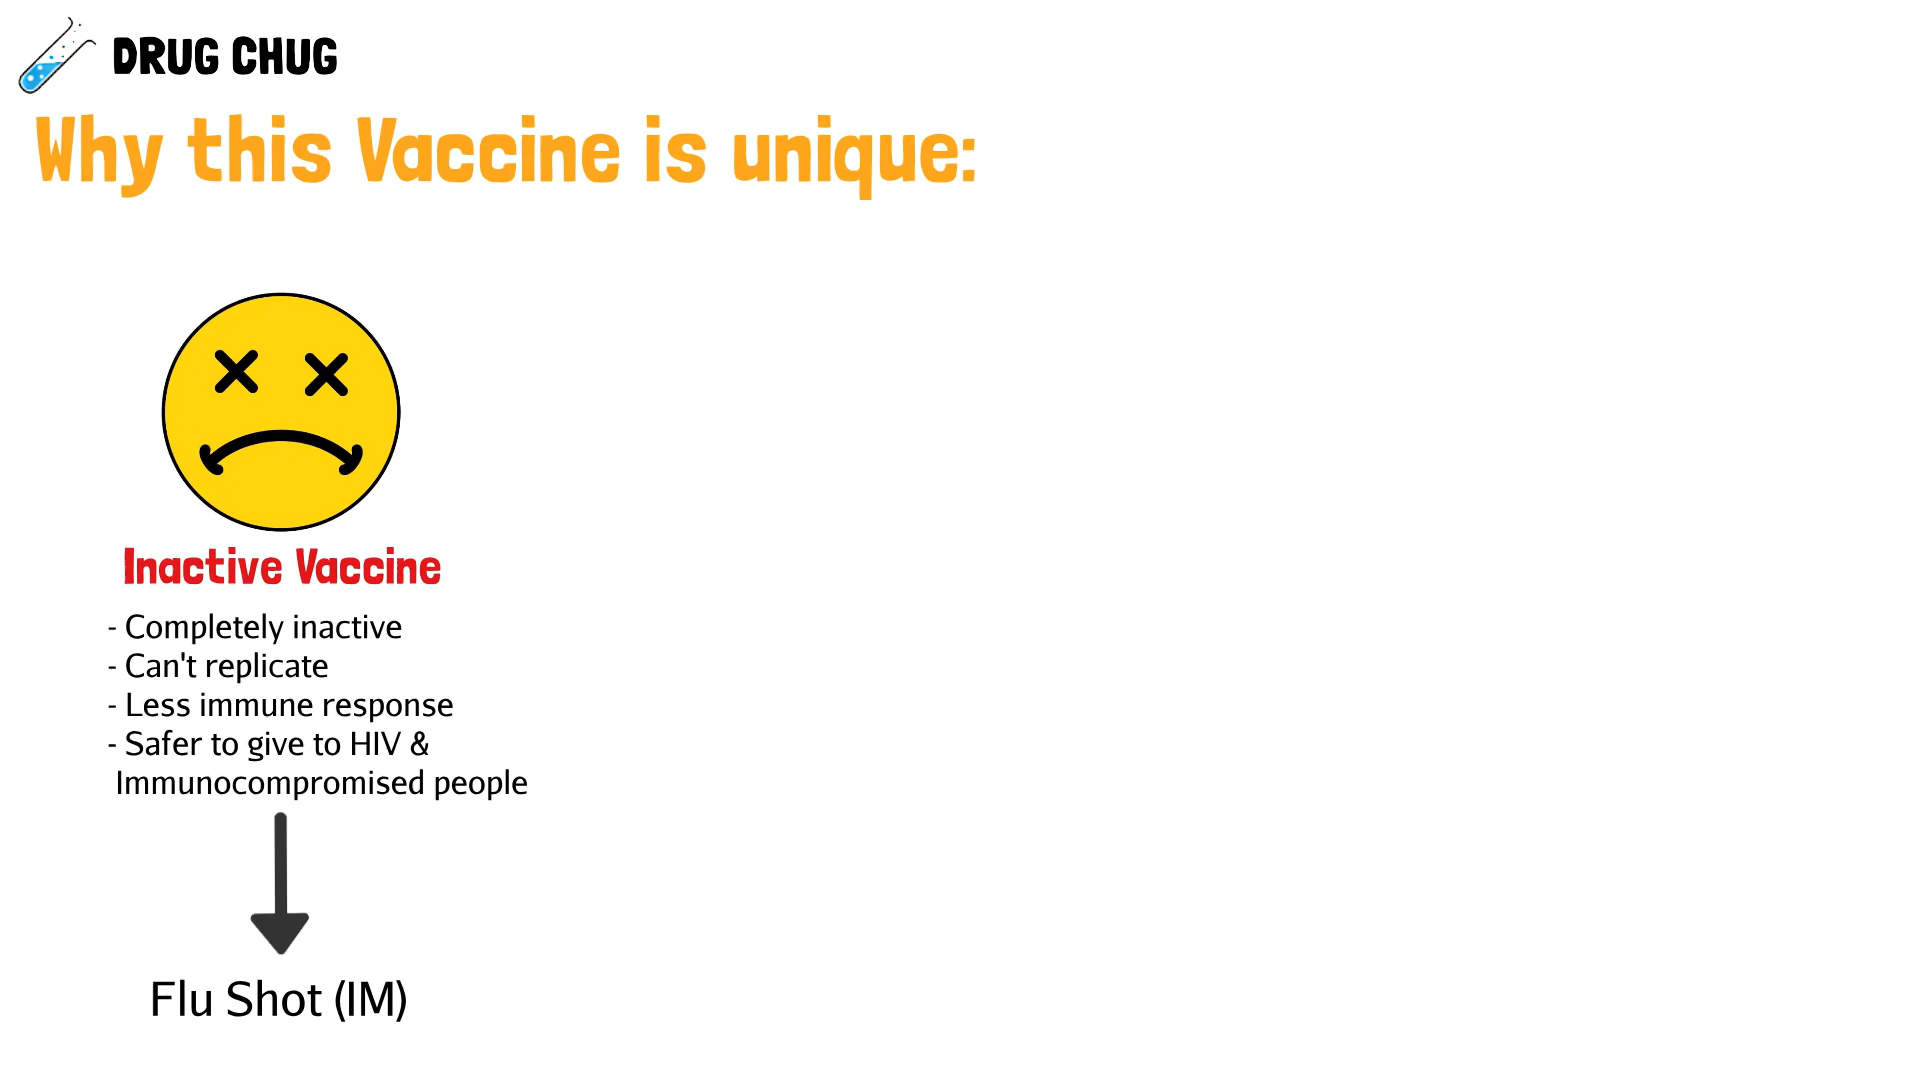 DRUG CHUG
Why this Vaccine is unique:
Inactive Vaccine
- Completely inactive
- Can't replicate
- Less immune response
- Safer to give to HIV &
Immunocompromised people
Flu Shot (IM)